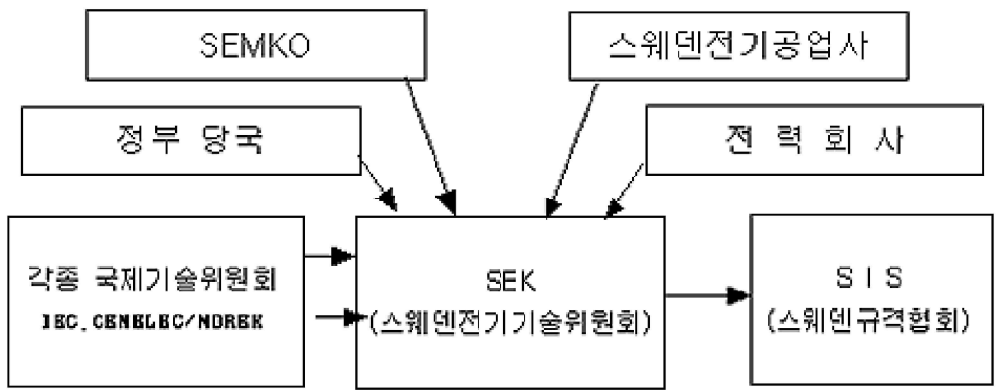 SEMKO
스웨덴전기공업사
정부 당국
전 력 회 사
각종 국제기술위원회
IEC, CENELEC/NOREK
SEK
(스웨덴전기기술위원회)
S I S
(스웨덴규격협회)